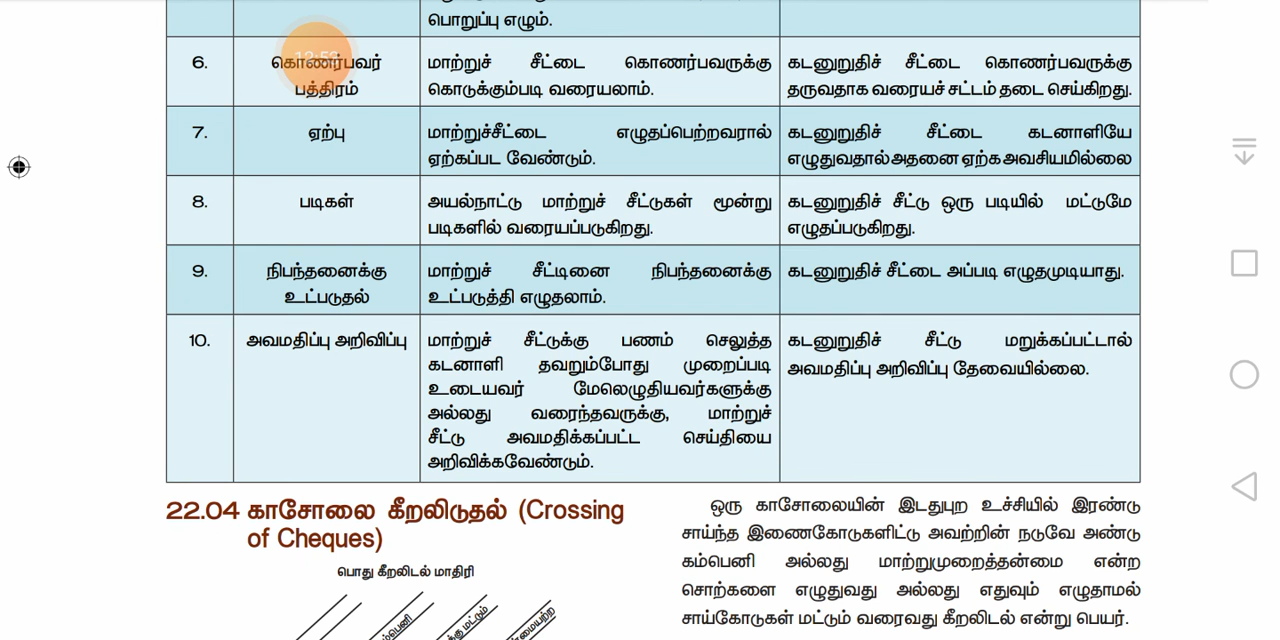 பொறுப்பு எழும்.
6.
கொணர்பவர்
பத்திரம்
மாற்றுச் சீட்டை கொணர்பவருக்கு
கொடுக்கும்படி வரையலாம்.
கடனுறுதிச் சீட்டை கொணர்பவருக்கு
தருவதாக வரையச் சட்டம் தடை செய்கிறது.
7.
ஏற்பு
மாற்றுச்சீட்டை எழுதப்பெற்றவரால்
ஏற்கப்பட வேண்டும்.
கடனுறுதிச் சீட்டை கடனாளியே
எழுதுவதால் அதனை ஏற்க அவசியமில்லை
8.
படிகள்
அயல்நாட்டு மாற்றுச் சீட்டுகள் மூன்று
படிகளில் வரையப்படுகிறது.
கடனுறுதிச் சீட்டு ஒரு படியில் மட்டுமே
எழுதப்படுகிறது.
9.
நிபந்தனைக்கு
உட்படுதல்
மாற்றுச் சீட்டினை நிபந்தனைக்கு
உட்படுத்தி எழுதலாம்.
கடனுறுதிச் சீட்டை அப்படி எழுதமுடியாது.
10.
அவமதிப்பு அறிவிப்பு
மாற்றுச் சீட்டுக்கு பணம் செலுத்த
கடனாளி தவறும்போது முறைப்படி
உடையவர் மேலெழுதியவர்களுக்கு
அல்லது வரைந்தவருக்கு, மாற்றுச்
சீட்டு அவமதிக்கப்பட்ட செய்தியை
அறிவிக்கவேண்டும்.
கடனுறுதிச் சீட்டு மறுக்கப்பட்டால்
அவமதிப்பு அறிவிப்பு தேவையில்லை.
22.04 காசோலை கீறலிடுதல் (Crossing
of Cheques)
பொது கீறலிடல் மாதிரி
ஒரு காசோலையின் இடதுபுற உச்சியில் இரண்டு
சாய்ந்த இணைகோடுகளிட்டு அவற்றின் நடுவே அண்டு
கம்பெனி அல்லது மாற்றுமுறைத்தன்மை என்ற
சொற்களை எழுதுவது அல்லது எதுவும் எழுதாமல்
சாய்கோடுகள் மட்டும் வரைவது கீறலிடல் என்று பெயர்.